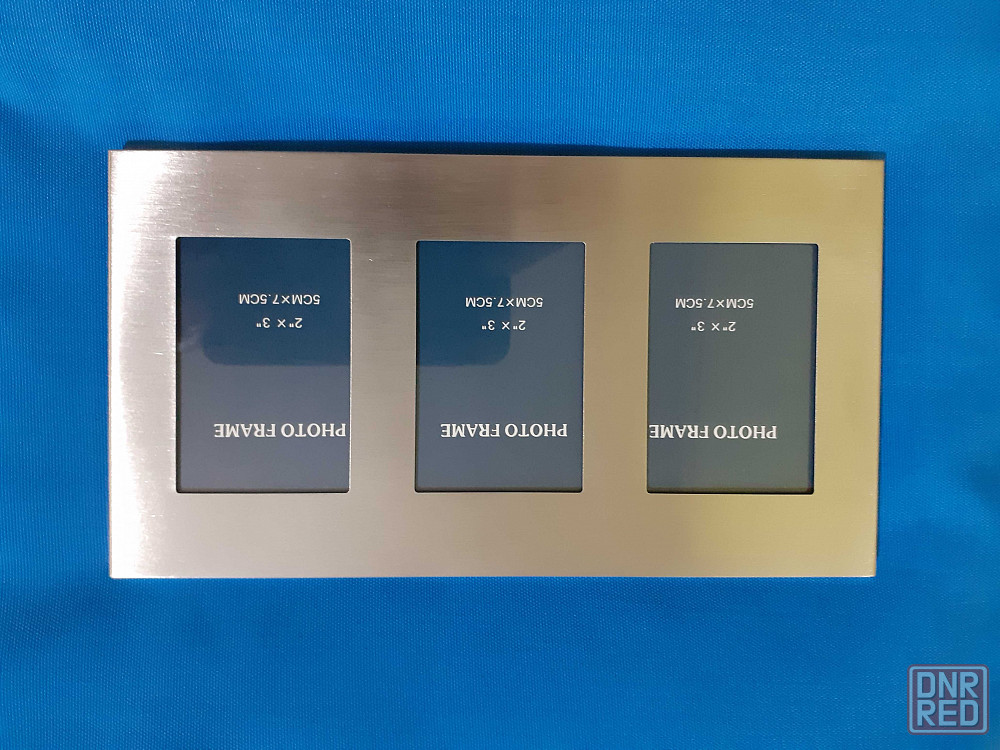 PHOTO FRAME
2" × 3"
5CM×7.5CM
PHOTO FRAME
2" × 3"
5CM×7.5CM
PHOTO FRAME
2" × 3"
5CM×7.5CM
DNR
RED